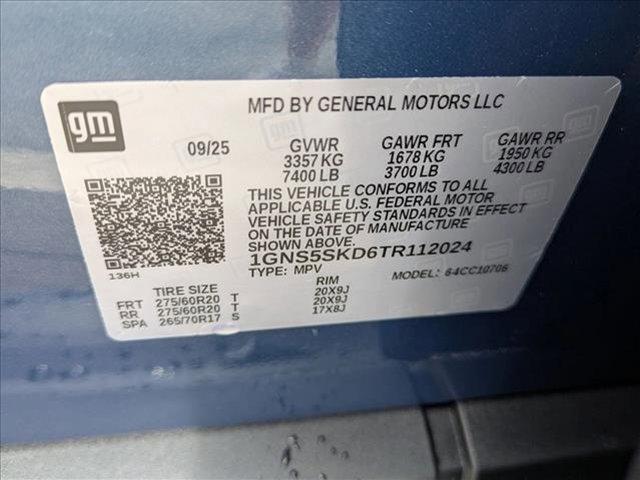 gm
MFD BY GENERAL MOTORS LLC
09/25 GVWR GAWR FRT GAWR RR
3357 KG 1678 KG 1950 KG
7400 LB 3700 LB 4300 LB
THIS VEHICLE CONFORMS TO ALL
APPLICABLE U.S. FEDERAL MOTOR
VEHICLE SAFETY STANDARDS IN EFFECT
ON THE DATE OF MANUFACTURE
SHOWN ABOVE.
1GNS5SKD6TR112024
136H TYPE: MPV MODEL: 64CC10706
TIRE SIZE RIM
FRT 275/60R20 T 20X9J
RR 275/60R20 T 20X9J
SPA 265/70R17 S 17X8J